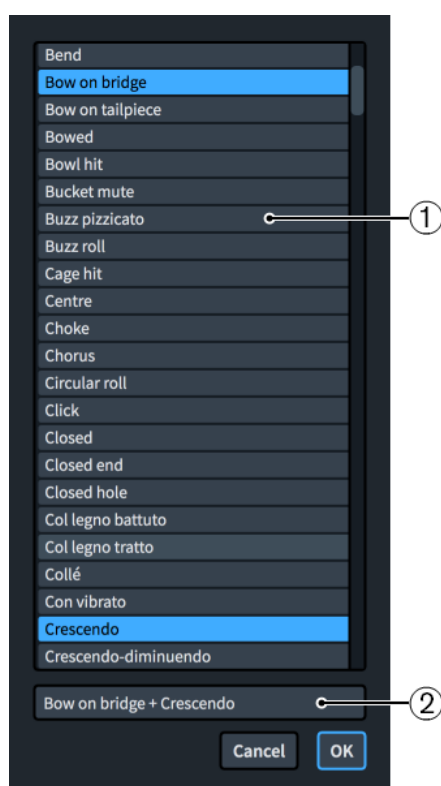 Bend
Bow on bridge
Bow on tailpiece
Bowed
Bowl hit
Bucket mute
Buzz pizzicato
1
Buzz roll
Cage hit
Centre
Choke
Chorus
Circular roll
Click
Closed
Closed end
Closed hole
Col legno battuto
Col legno tratto
Collé
Con vibrato
Crescendo
Crescendo-diminuendo
Bow on bridge + Crescendo
2
Cancel OK